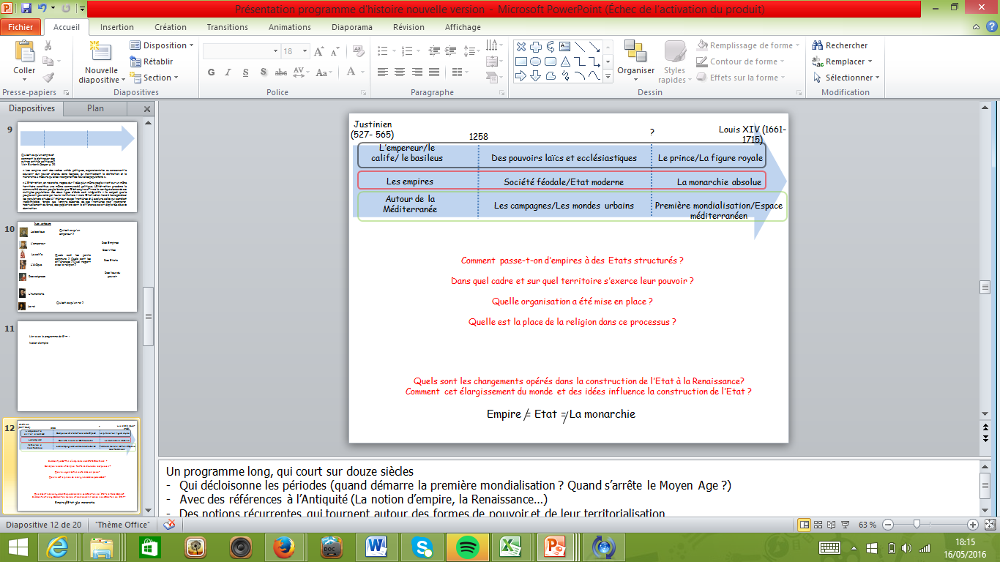 Présentation programme d'histoire nouvelle version - Microsoft PowerPoint (Échec de l'activation du produit)
Fichier Accueil Insertion Création Transitions Animations Diaporama Révision Affichage
Coller
Presse-papiers
Nouvelle diapositive
Disposition
Rétablir
Section
Diapositives
18
G I S S abc AV Aa A
Police
Paragraphe
Organiser
Styles rapides
Remplissage de forme
Contour de forme
Effets sur la forme
Dessin
Rechercher
Remplacer
Sélectionner
Modification
Diapositives Plan
9
10
11
12
Justinien
(527- 565)
1258
?
Louis XIV (1661-
1715)
L'empereur/le
calife/ le basileus
Des pouvoirs laïcs et ecclésiastiques
Le prince/La figure royale
Les empires
Société féodale/Etat moderne
La monarchie absolue
Autour de la
Méditerranée
Les campagnes/Les mondes urbains
Première mondialisation/Espace
méditerranéen
Comment passe-t-on d'empires à des Etats structurés ?
Dans quel cadre et sur quel territoire s'exerce leur pouvoir ?
Quelle organisation a été mise en place ?
Quelle est la place de la religion dans ce processus ?
Quels sont les changements opérés dans la construction de l'Etat à la Renaissance?
Comment cet élargissement du monde et des idées influence la construction de l'Etat ?
Empire ≠ Etat ≠ La monarchie
Un programme long, qui court sur douze siècles
- Qui décloisonne les périodes (quand démarre la première mondialisation ? Quand s'arrête le Moyen Age ?)
- Avec des références à l'Antiquité (La notion d'empire, la Renaissance...)
- Des notions récurrentes qui tournent autour des formes de pouvoir et de leur territorialisation
Diapositive 12 de 20 "Thème Office" 63 %
18:15
16/05/2016